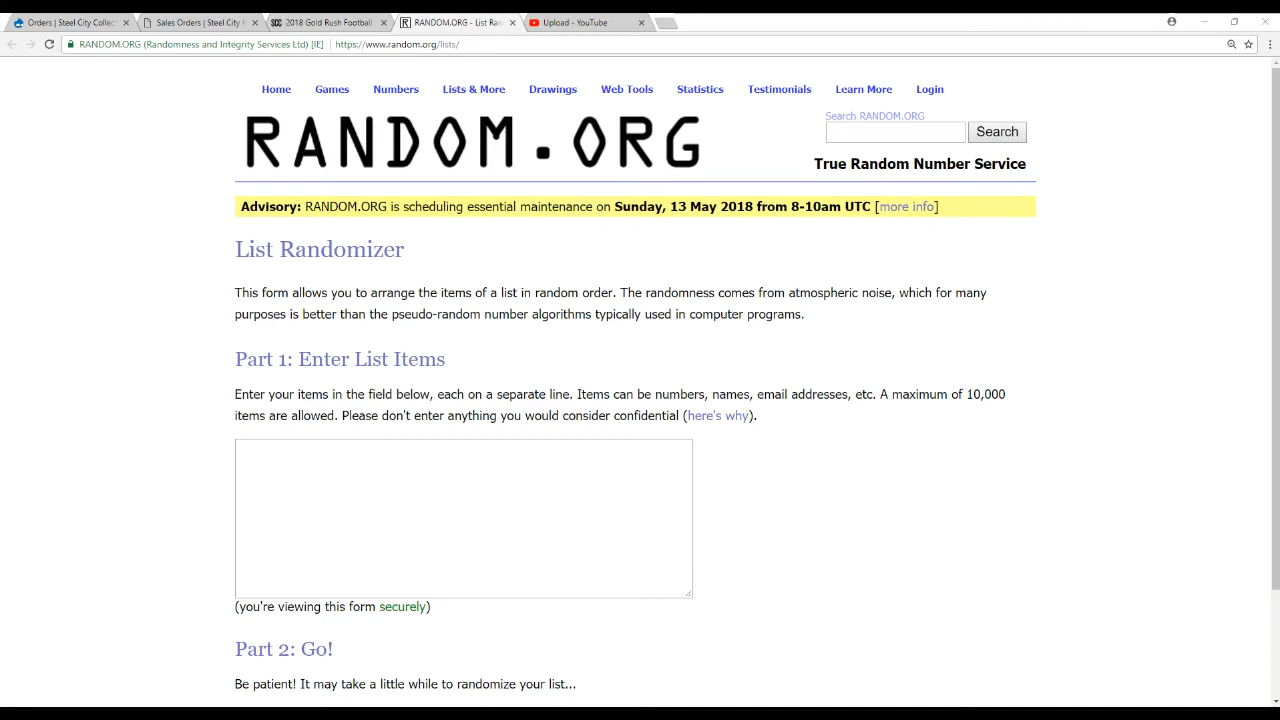 Orders | Steel City Collect
Sales Orders | Steel City H
2018 Gold Rush Football
RANDOM.ORG - List Ran
Upload - YouTube
RANDOM.ORG (Randomness and Integrity Services Ltd) [IE]
https://www.random.org/lists/
Home Games Numbers Lists & More Drawings Web Tools Statistics Testimonials Learn More Login
RANDOM.ORG
Search RANDOM.ORG
Search
True Random Number Service
Advisory: RANDOM.ORG is scheduling essential maintenance on Sunday, 13 May 2018 from 8-10am UTC [more info]
List Randomizer
This form allows you to arrange the items of a list in random order. The randomness comes from atmospheric noise, which for many
purposes is better than the pseudo-random number algorithms typically used in computer programs.
Part 1: Enter List Items
Enter your items in the field below, each on a separate line. Items can be numbers, names, email addresses, etc. A maximum of 10,000
items are allowed. Please don't enter anything you would consider confidential (here's why).
(you're viewing this form securely)
Part 2: Go!
Be patient! It may take a little while to randomize your list...